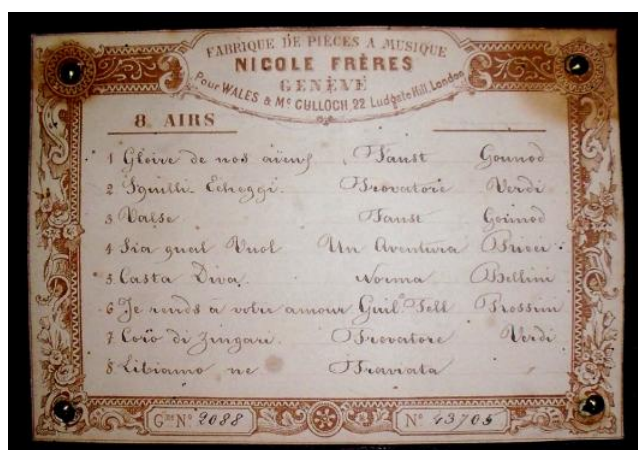 FABRIQUE DE PIÈCES A MUSIQUE
NICOLE FRÈRES
GENÈVE
Pour WALES & Mc CULLOCH, 22 Ludgate Hill, London
8 AIRS
1 Gloire de nos aïeux Faust Gounod
2 Squilli Echeggi Trovatore Verdi
3 Valse Faust Gounod
4 Sia qual Vuol Un Aventura Bucci
5 Casta Diva Norma Bellini
6 Je rends à votre amour Guil. Tell Rossini
7 Coro di Zingari Trovatore Verdi
8 Libiamo ne Traviata
Gme No. 2088 No. 43705